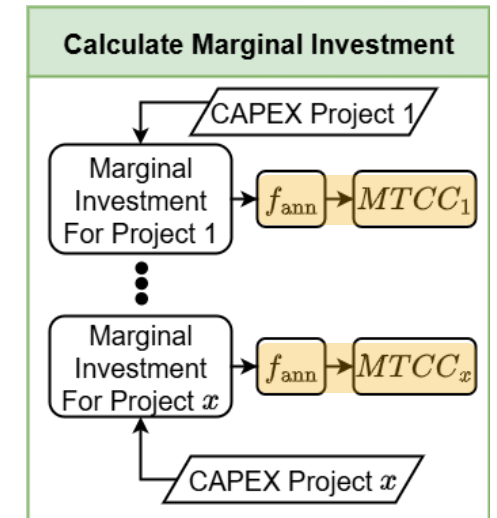 Calculate Marginal Investment
CAPEX Project 1
Marginal
Investment
For Project 1
f_ann
MTCC_1
Marginal
Investment
For Project x
f_ann
MTCC_x
CAPEX Project x